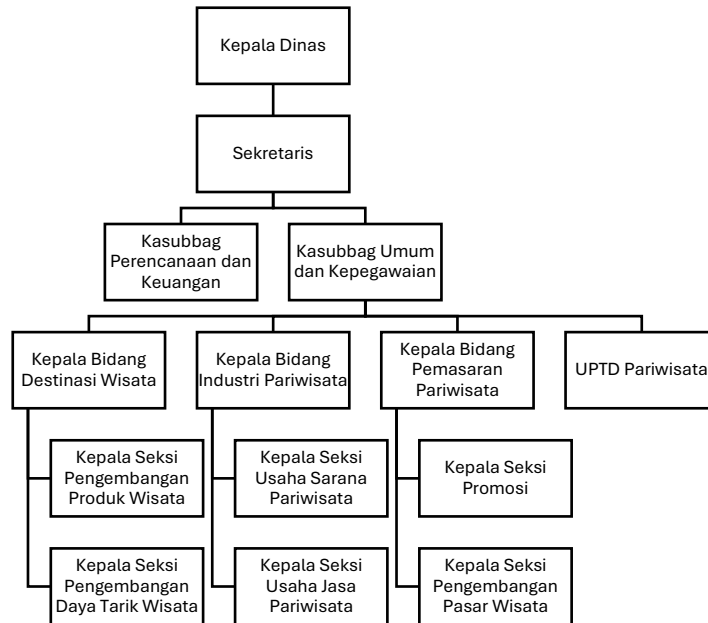 Kepala Dinas
Sekretaris
Kasubbag
Perencanaan dan
Keuangan
Kasubbag Umum
dan Kepegawaian
Kepala Bidang
Destinasi Wisata
Kepala Bidang
Industri Pariwisata
Kepala Bidang
Pemasaran
Pariwisata
UPTD Pariwisata
Kepala Seksi
Pengembangan
Produk Wisata
Kepala Seksi
Usaha Sarana
Pariwisata
Kepala Seksi
Promosi
Kepala Seksi
Pengembangan
Daya Tarik Wisata
Kepala Seksi
Usaha Jasa
Pariwisata
Kepala Seksi
Pengembangan
Pasar Wisata